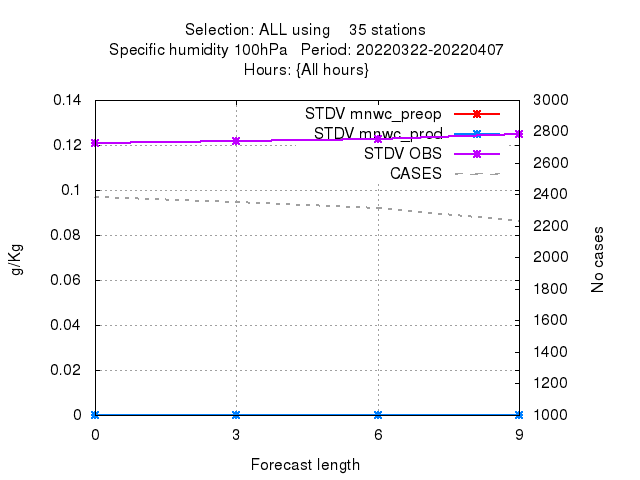 Selection: ALL using    35 stations
Specific humidity 100hPa   Period: 20220322-20220407
Hours: {All hours}
0.14
0.12
0.1
0.08
0.06
0.04
0.02
0
g/Kg
STDV mnwc_preop
STDV mnwc_prod
STDV OBS
CASES
3000
2800
2600
2400
2200
2000
1800
1600
1400
1200
1000
No cases
0 3 6 9
Forecast length